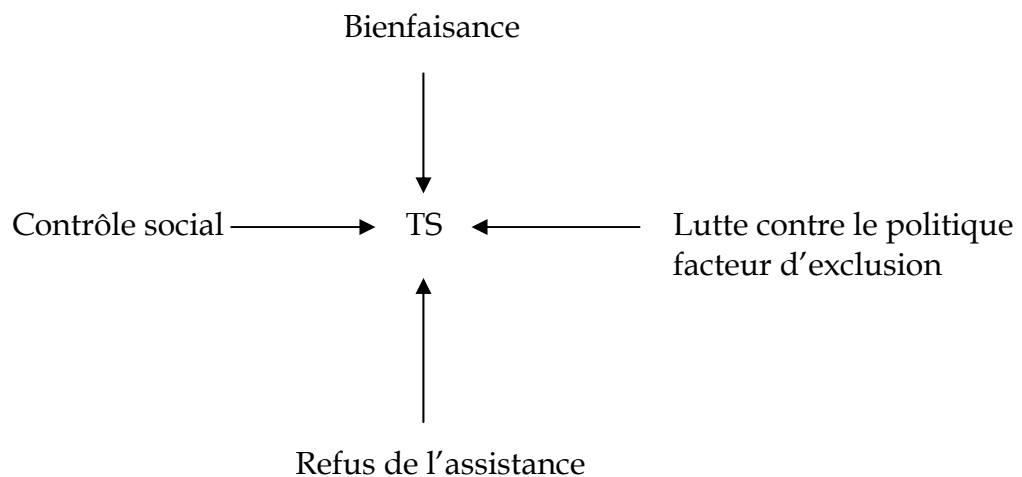 Bienfaisance
Contrôle social TS Lutte contre le politique
facteur d’exclusion
Refus de l’assistance